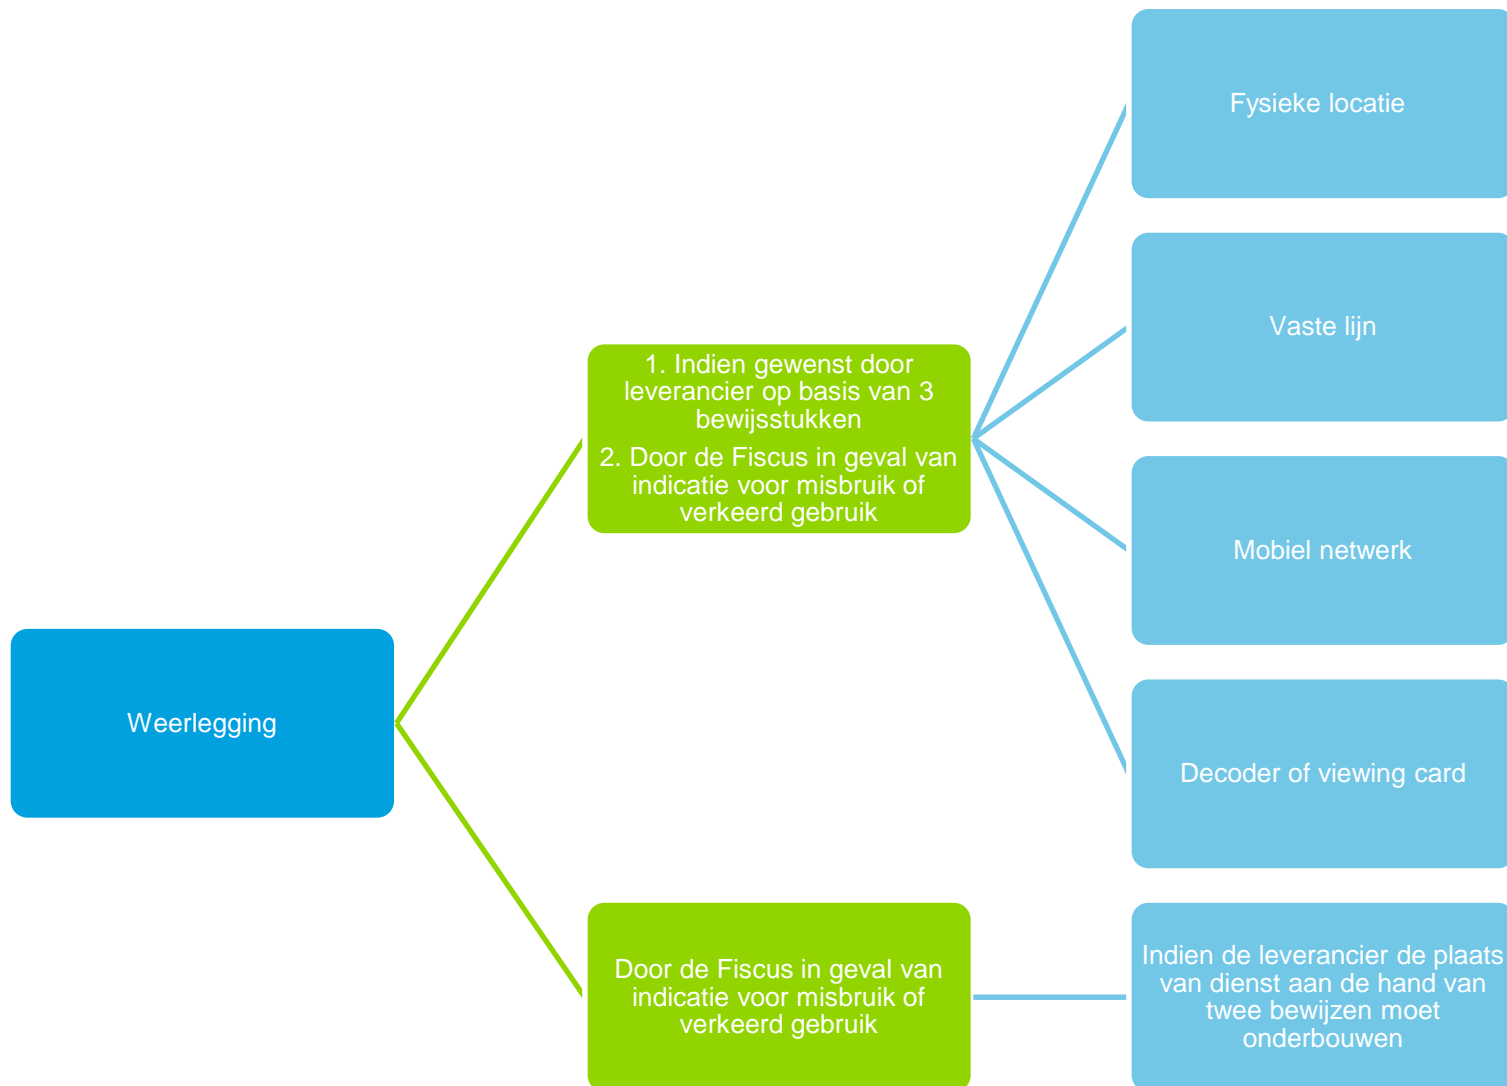 Fysieke locatie
Vaste lijn
1. Indien gewenst door
leverancier op basis van 3
bewijsstukken
2. Door de Fiscus in geval van
indicatie voor misbruik of
verkeerd gebruik
Mobiel netwerk
Weerlegging
Decoder of viewing card
Door de Fiscus in geval van
indicatie voor misbruik of
verkeerd gebruik
Indien de leverancier de plaats
van dienst aan de hand van
twee bewijzen moet
onderbouwen